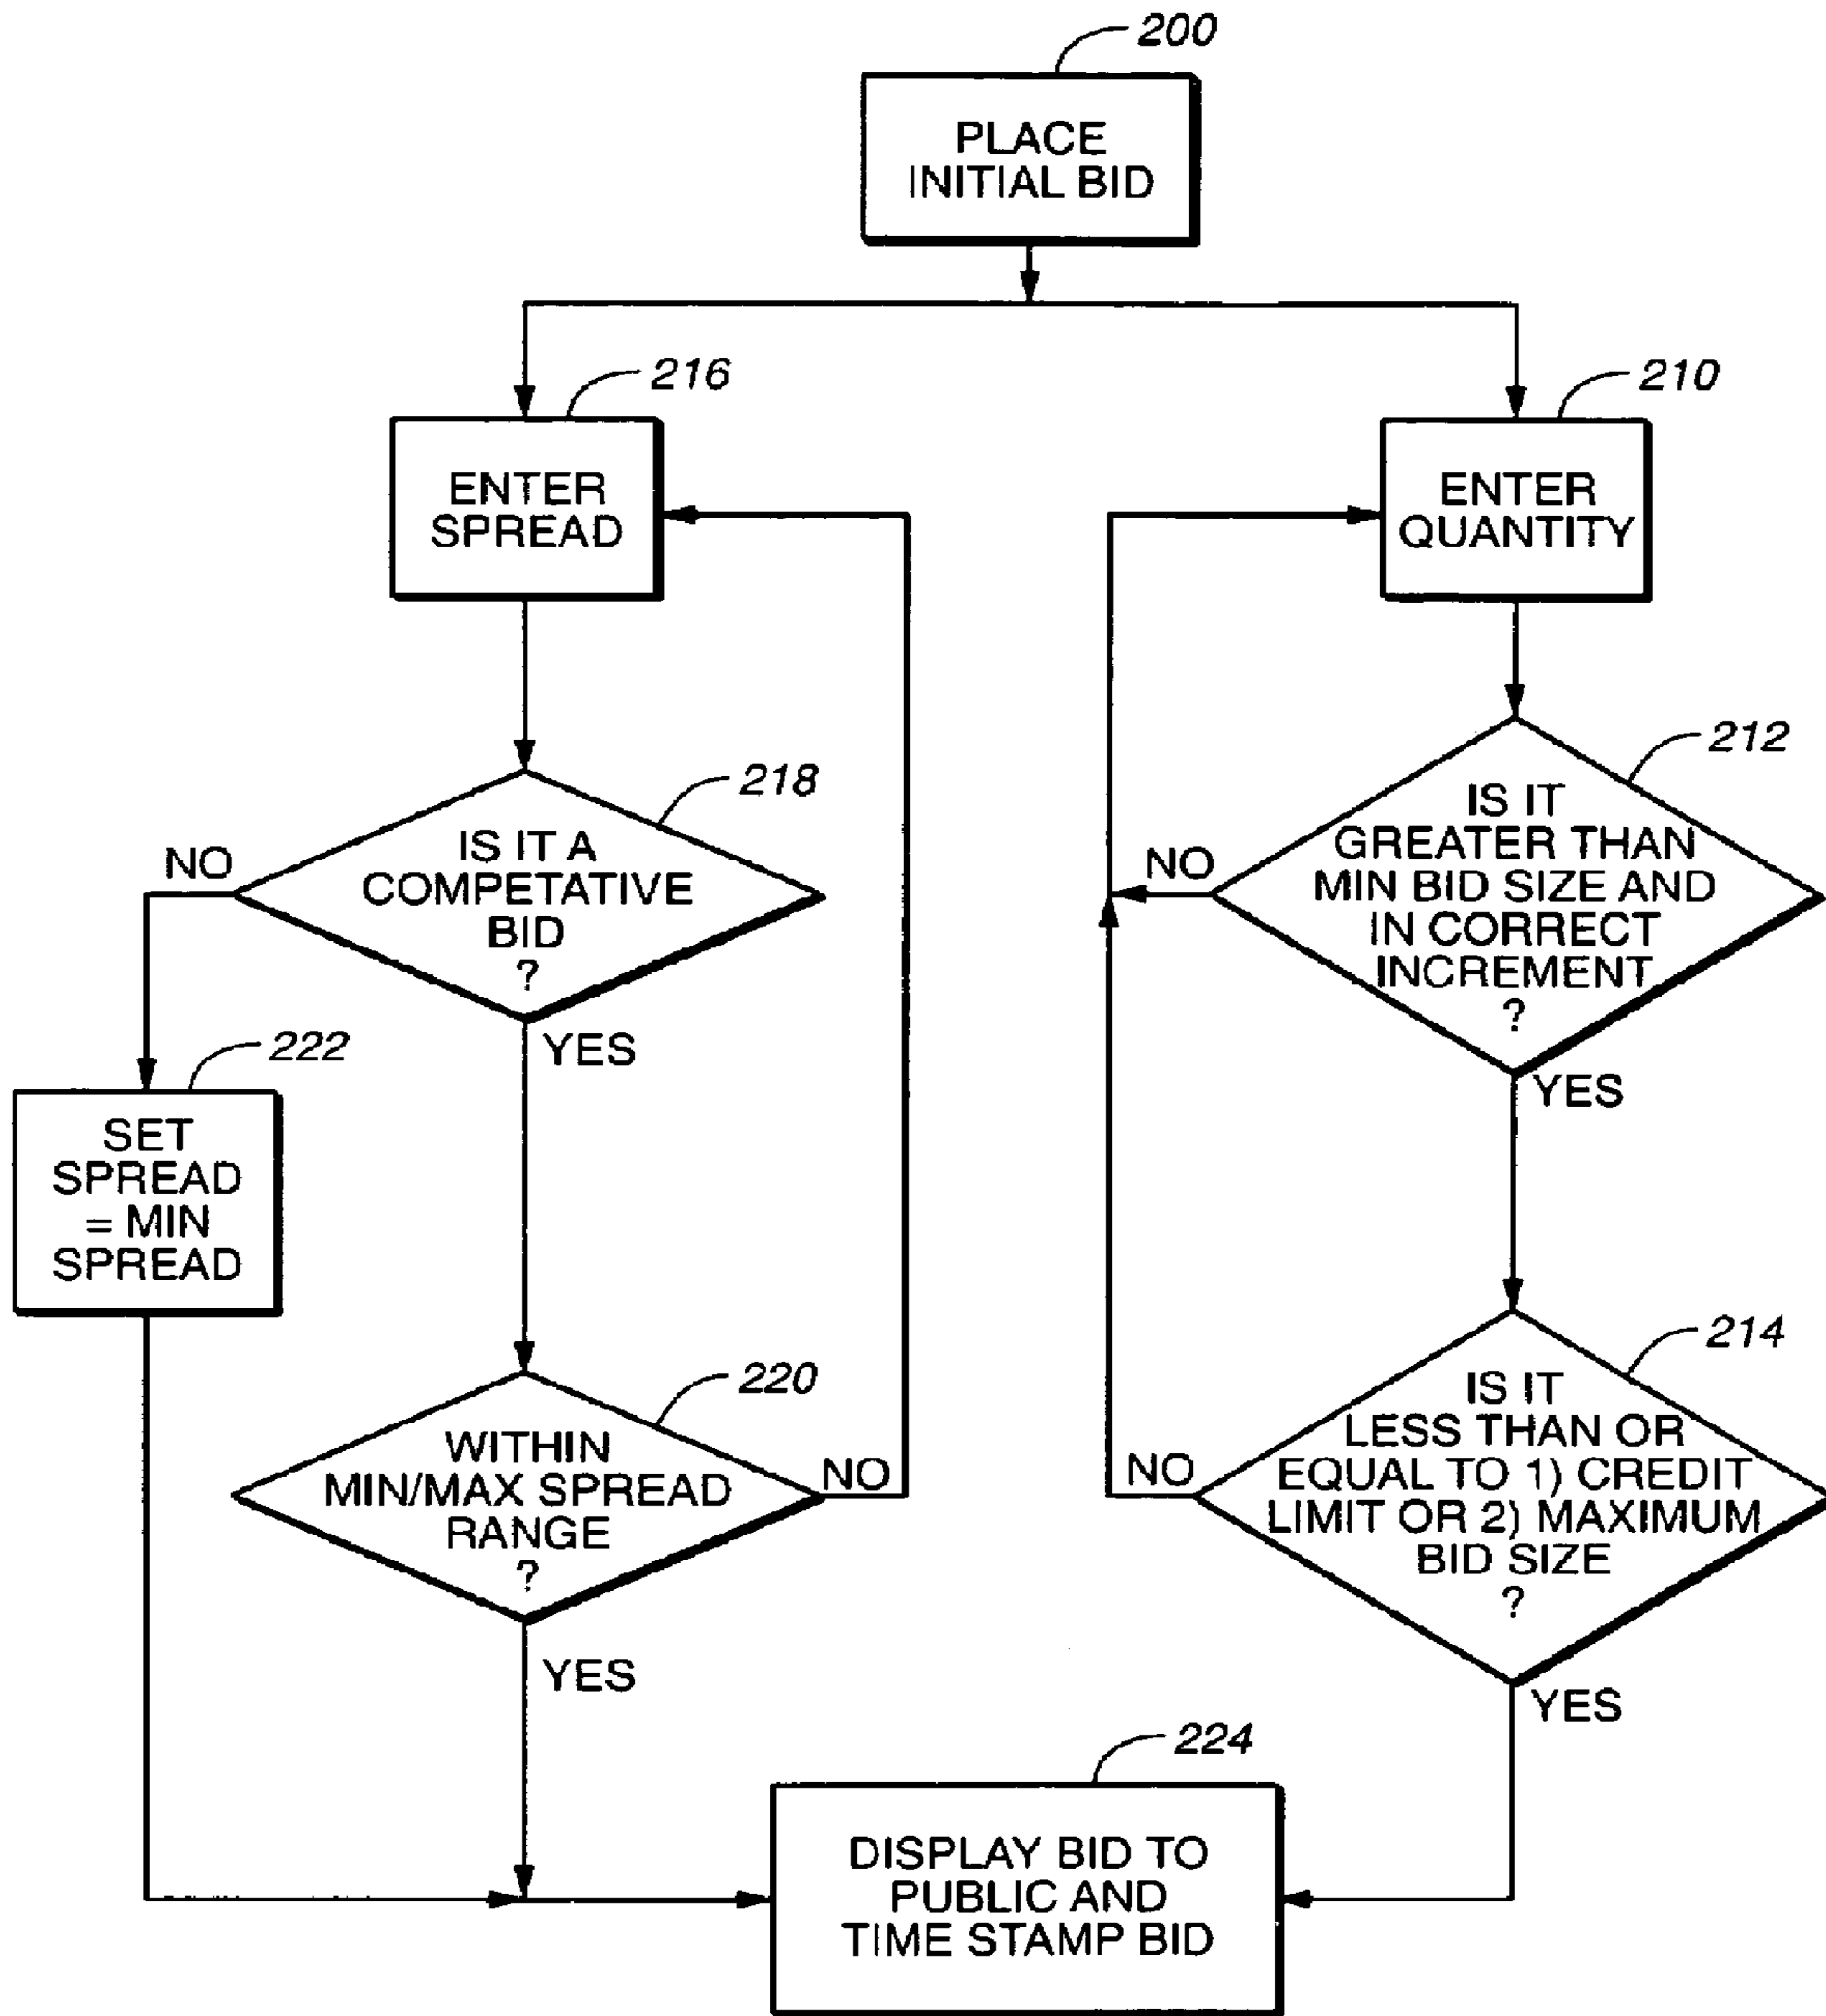 200
PLACE
INITIAL BID
216
ENTER
SPREAD
210
ENTER
QUANTITY
218
IS IT A
COMPETATIVE
BID
?
NO
YES
212
IS IT
GREATER THAN
MIN BID SIZE AND
IN CORRECT
INCREMENT
?
NO
YES
222
SET
SPREAD
= MIN
SPREAD
220
WITHIN
MIN/MAX SPREAD
RANGE
?
NO
YES
214
IS IT
LESS THAN OR
EQUAL TO 1) CREDIT
LIMIT OR 2) MAXIMUM
BID SIZE
?
NO
YES
224
DISPLAY BID TO
PUBLIC AND
TIME STAMP BID